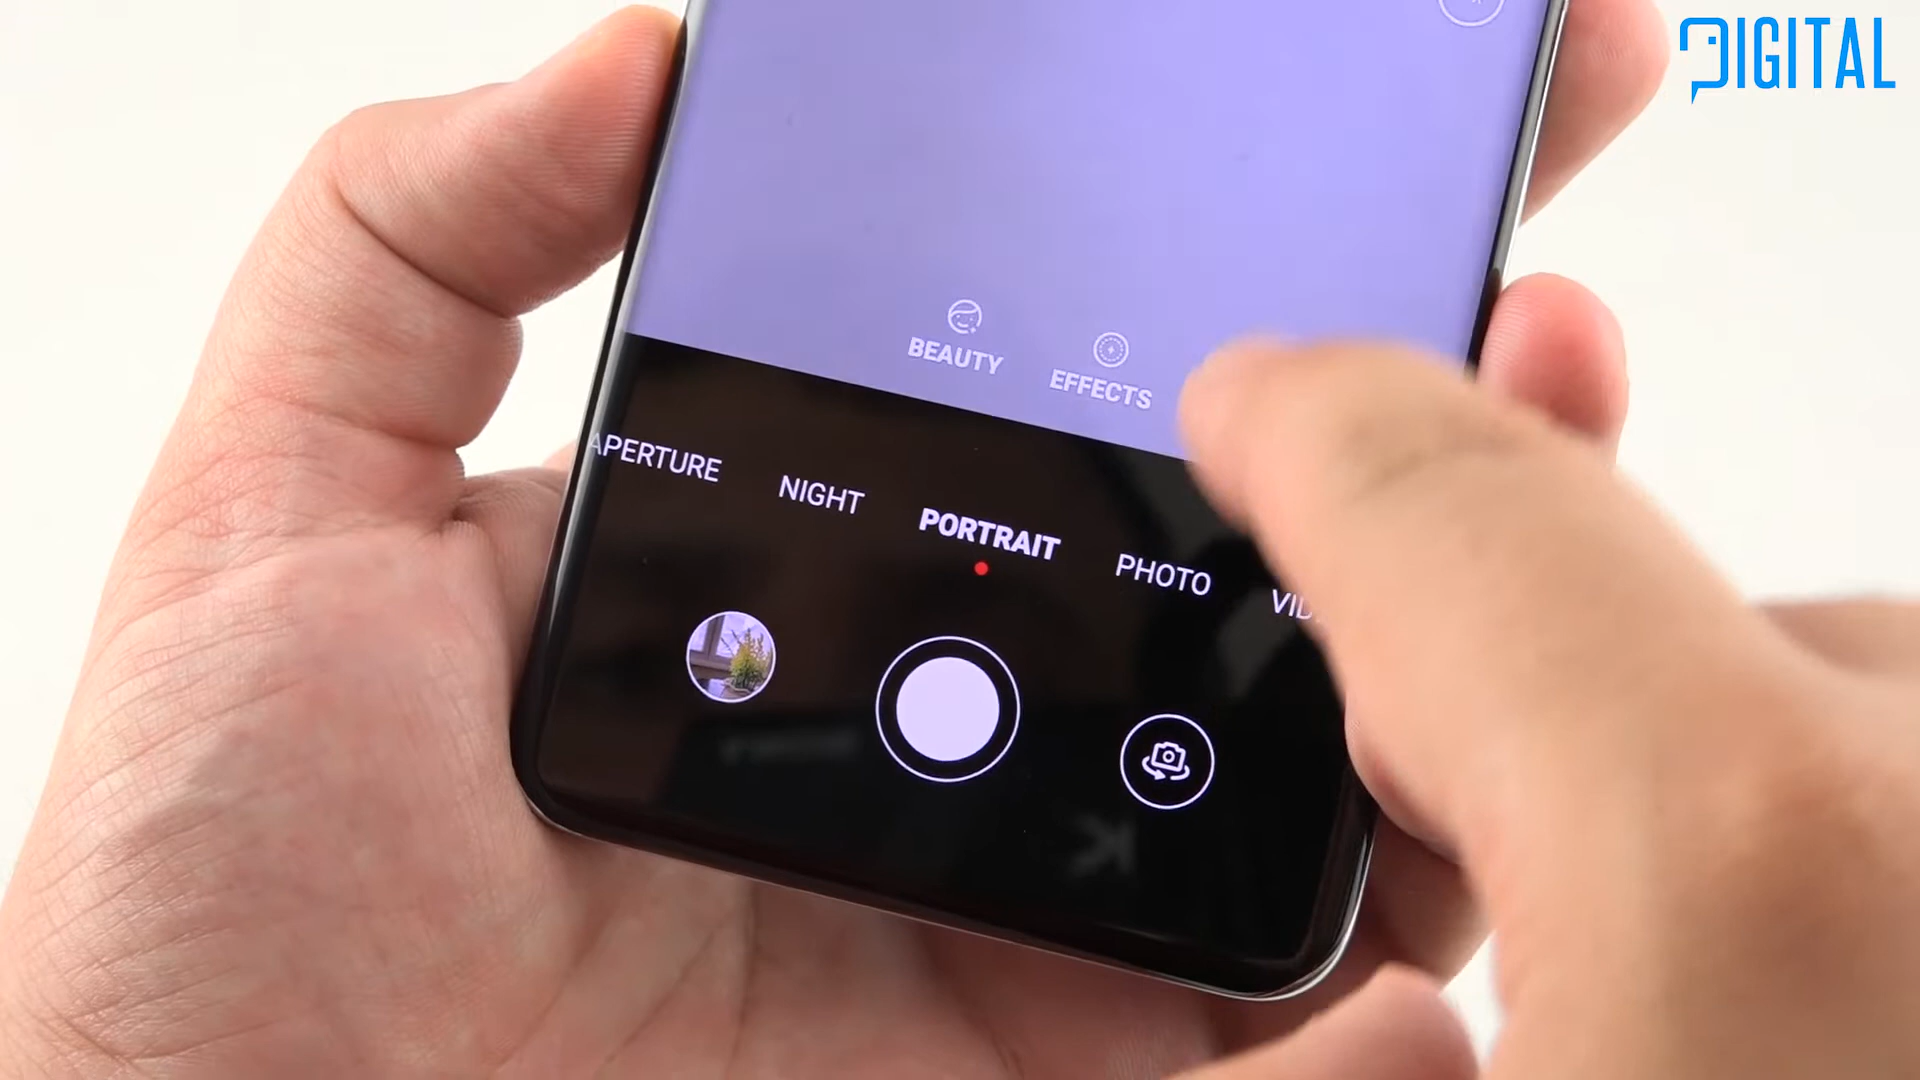 DIGITAL
BEAUTY
EFFECTS
APERTURE
NIGHT
PORTRAIT
PHOTO